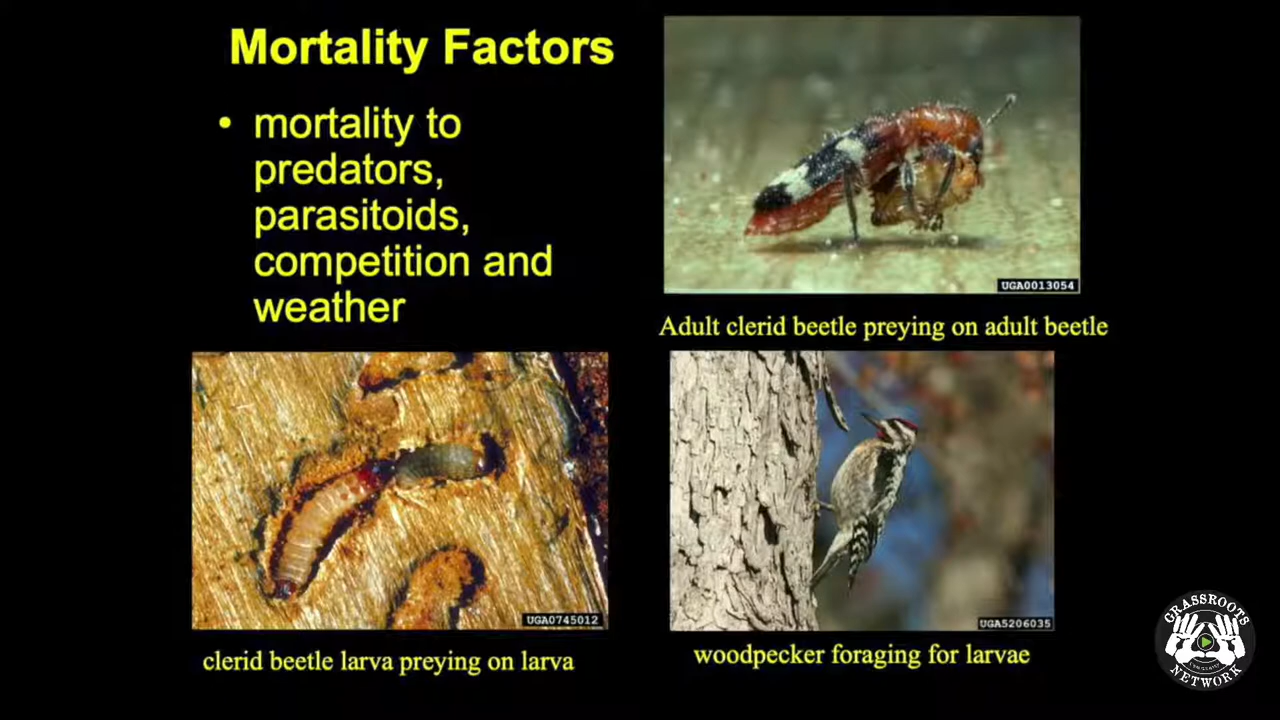 Mortality Factors
• mortality to
predators,
parasitoids,
competition and
weather
UGA0013054
Adult clerid beetle preying on adult beetle
UGA0745012
clerid beetle larva preying on larva
UGA5206035
woodpecker foraging for larvae
GRASSROOTS
NETWORK